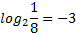 log₂ 1/8 = −3